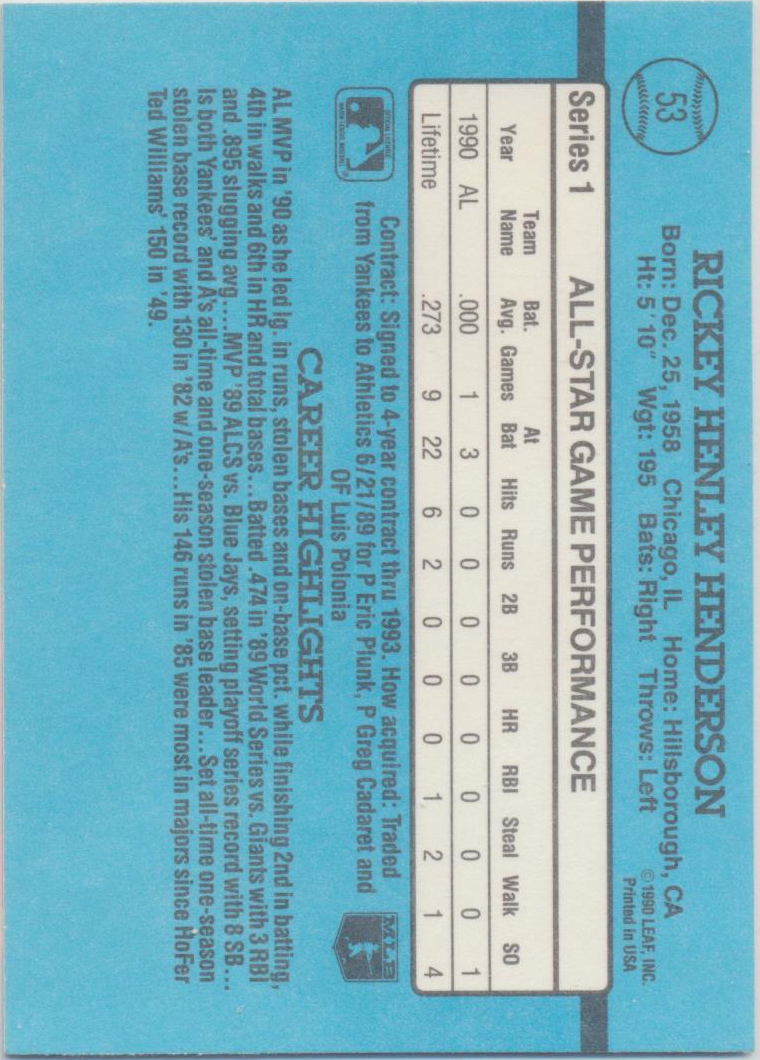 53
RICKEY HENLEY HENDERSON
Born: Dec. 25, 1958 Chicago, IL Home: Hillsborough, CA
Ht: 5'10" Wgt: 195 Bats: Right Throws: Left
© 1990 LEAF, INC.
Printed in USA
Series 1 ALL-STAR GAME PERFORMANCE
Year Team Name Bat. Avg. Games At Bat Hits Runs 2B 3B HR RBI Steal Walk SO
1990 AL .000 1 3 0 0 0 0 0 0 0 0 1
Lifetime .273 9 22 6 2 0 0 0 1 2 1 4
Contract: Signed to 4-year contract thru 1993. How acquired: Traded
from Yankees to Athletics 6/21/89 for P Eric Plunk, P Greg Cadaret and
OF Luis Polonia
MLB
CAREER HIGHLIGHTS
AL MVP in '90 as he led lg. in runs, stolen bases and on-base pct. while finishing 2nd in batting,
4th in walks and 6th in HR and total bases... Batted .474 in '89 World Series vs. Giants with 3 RBI
and .895 slugging avg.... MVP '89 ALCS vs. Blue Jays, setting playoff series record with 8 SB...
Is both Yankees' and A's all-time and one-season stolen base leader... Set all-time one-season
stolen base record with 130 in '82 w/A's... His 146 runs in '85 were most in majors since HoFer
Ted Williams' 150 in '49.